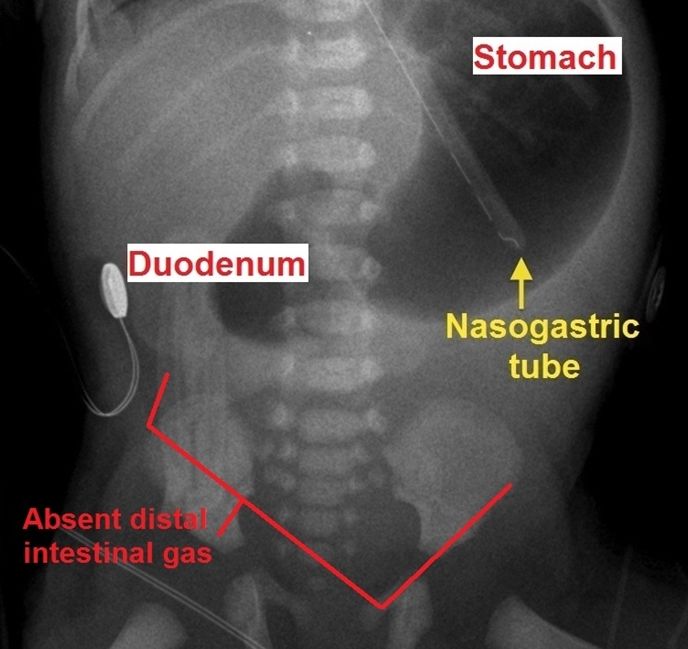 Stomach
Duodenum
Nasogastric
tube
Absent distal
intestinal gas